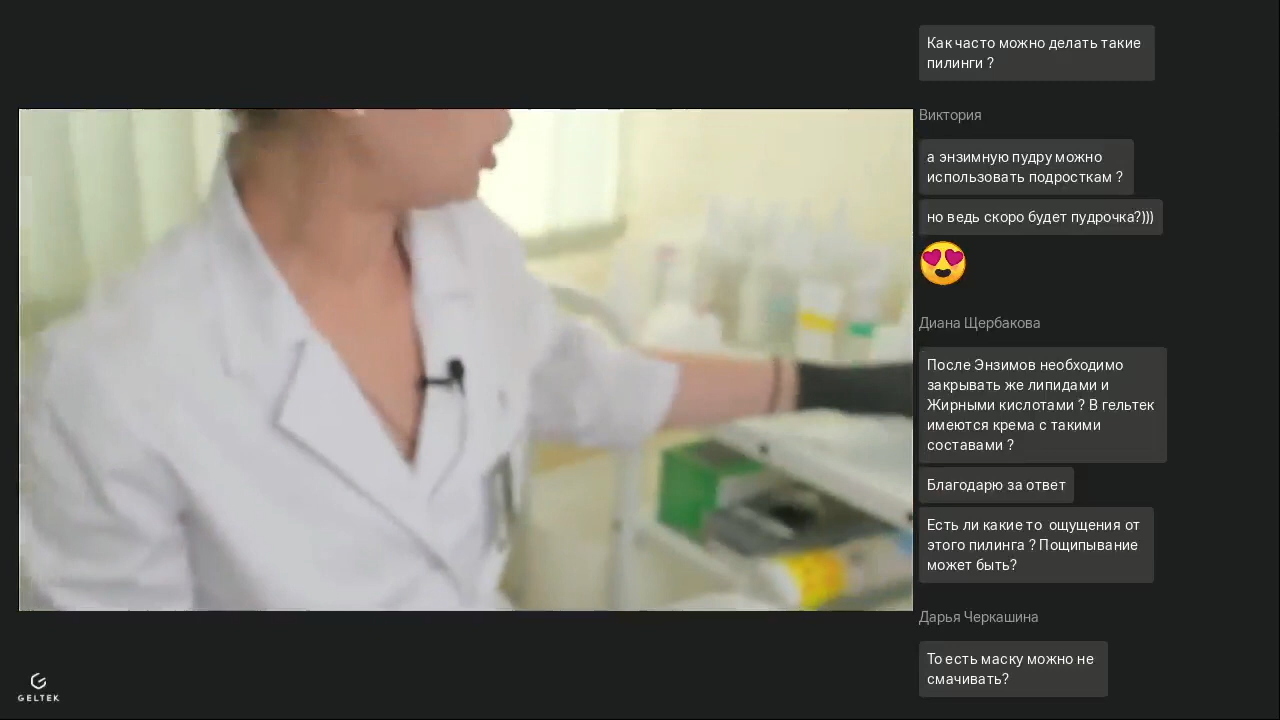 Как часто можно делать такие
пилинги ?
Виктория
а энзимную пудру можно
использовать подросткам ?
но ведь скоро будет пудрочка?)))
Диана Щербакова
После Энзимов необходимо
закрывать же липидами и
Жирными кислотами ? В гельтек
имеются крема с такими
составами ?
Благодарю за ответ
Есть ли какие то  ощущения от
этого пилинга ? Пощипывание
может быть?
Дарья Черкашина
То есть маску можно не
смачивать?
GELTEK